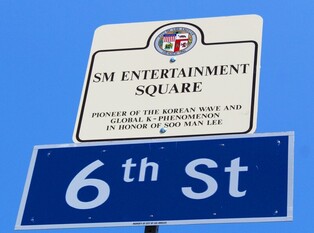 SM ENTERTAINMENT
SQUARE
PIONEER OF THE KOREAN WAVE AND
GLOBAL K-PHENOMENON
IN HONOR OF SOO MAN LEE
6th St